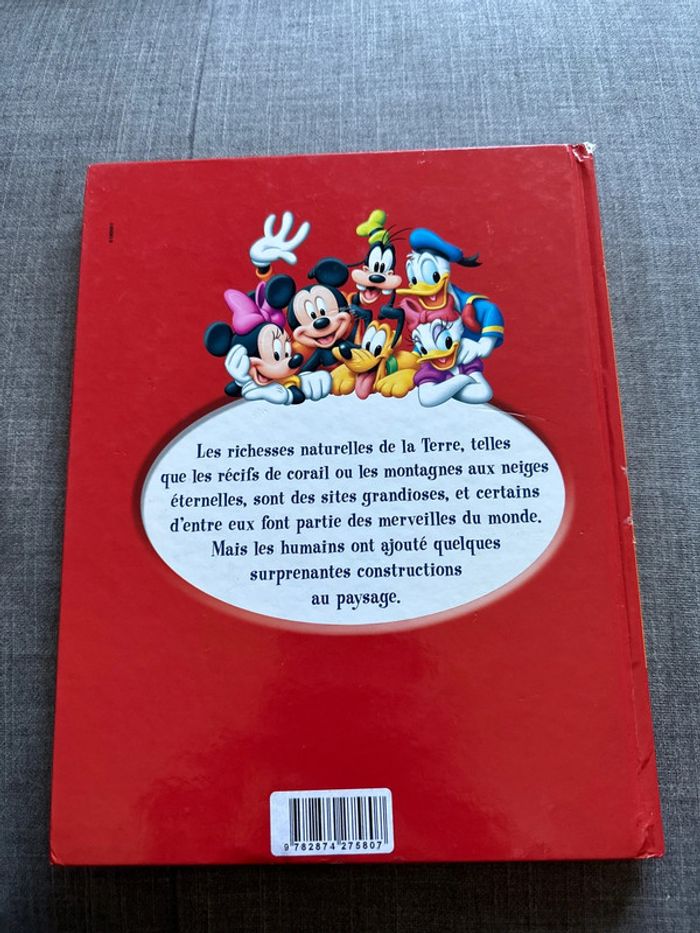 Les richesses naturelles de la Terre, telles
que les récifs de corail ou les montagnes aux neiges
éternelles, sont des sites grandioses, et certains
d'entre eux font partie des merveilles du monde.
Mais les humains ont ajouté quelques
surprenantes constructions
au paysage.
9 782874 275807